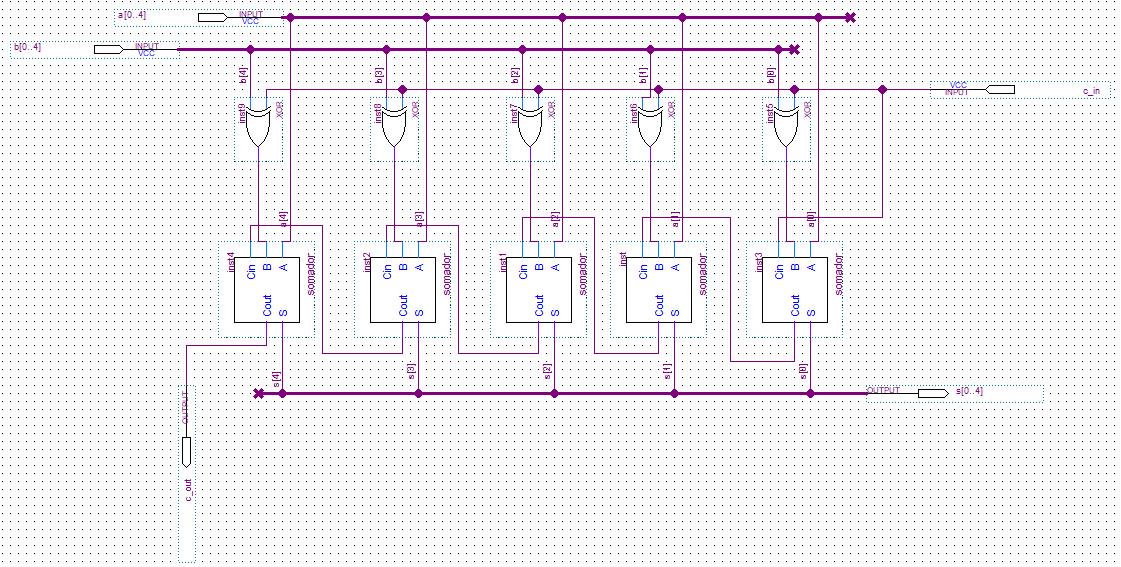 a[0..4]
INPUT
VCC
b[0..4]
INPUT
VCC
b[4]
b[3]
b[2]
b[1]
b[0]
VCC
INPUT
c_in
inst9
XOR
inst8
XOR
inst7
XOR
inst6
XOR
inst5
XOR
a[4]
a[3]
a[2]
a[1]
a[0]
inst4
Cin
B
A
somador
inst2
Cin
B
A
somador
inst1
Cin
B
A
somador
inst
Cin
B
A
somador
inst3
Cin
B
A
somador
Cout
S
Cout
S
Cout
S
Cout
S
Cout
S
s[4]
s[3]
s[2]
s[1]
s[0]
OUTPUT
s[0..4]
OUTPUT
c_out